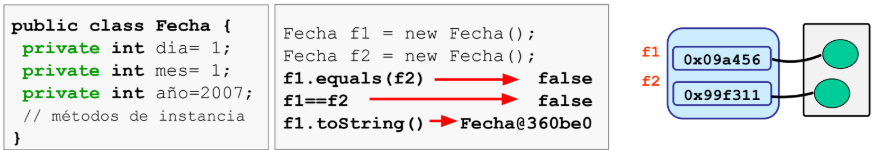 public class Fecha {
private int dia= 1;
private int mes= 1;
private int año=2007;
// métodos de instancia
}
Fecha f1 = new Fecha();
Fecha f2 = new Fecha();
f1.equals(f2) false
f1==f2 false
f1.toString() Fecha@360be0
f1 0x09a456
f2 0x99f311